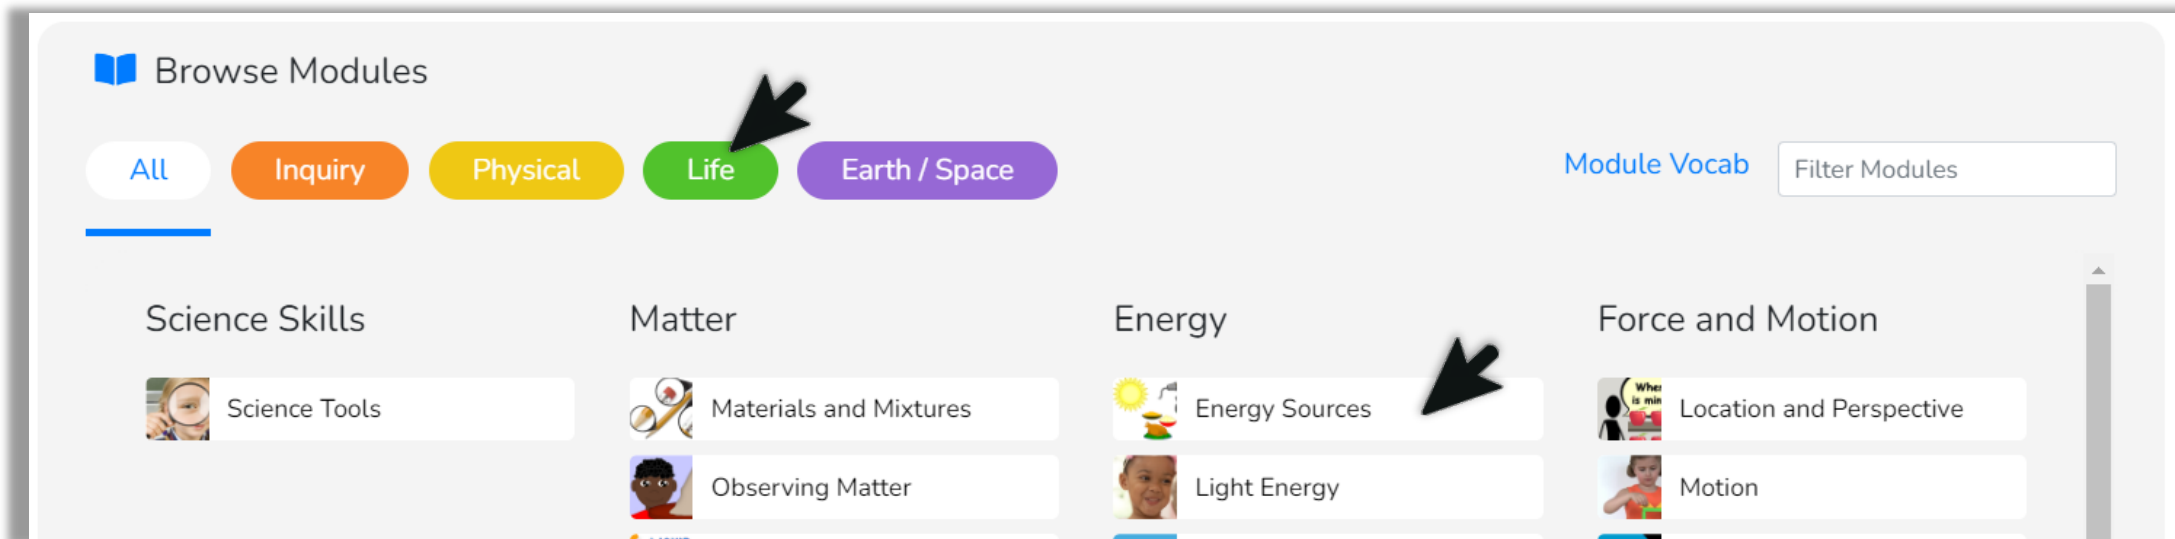 Browse Modules
All Inquiry Physical Life Earth / Space Module Vocab Filter Modules
Science Skills Matter Energy Force and Motion
Science Tools Materials and Mixtures Energy Sources Location and Perspective
Observing Matter Light Energy Motion